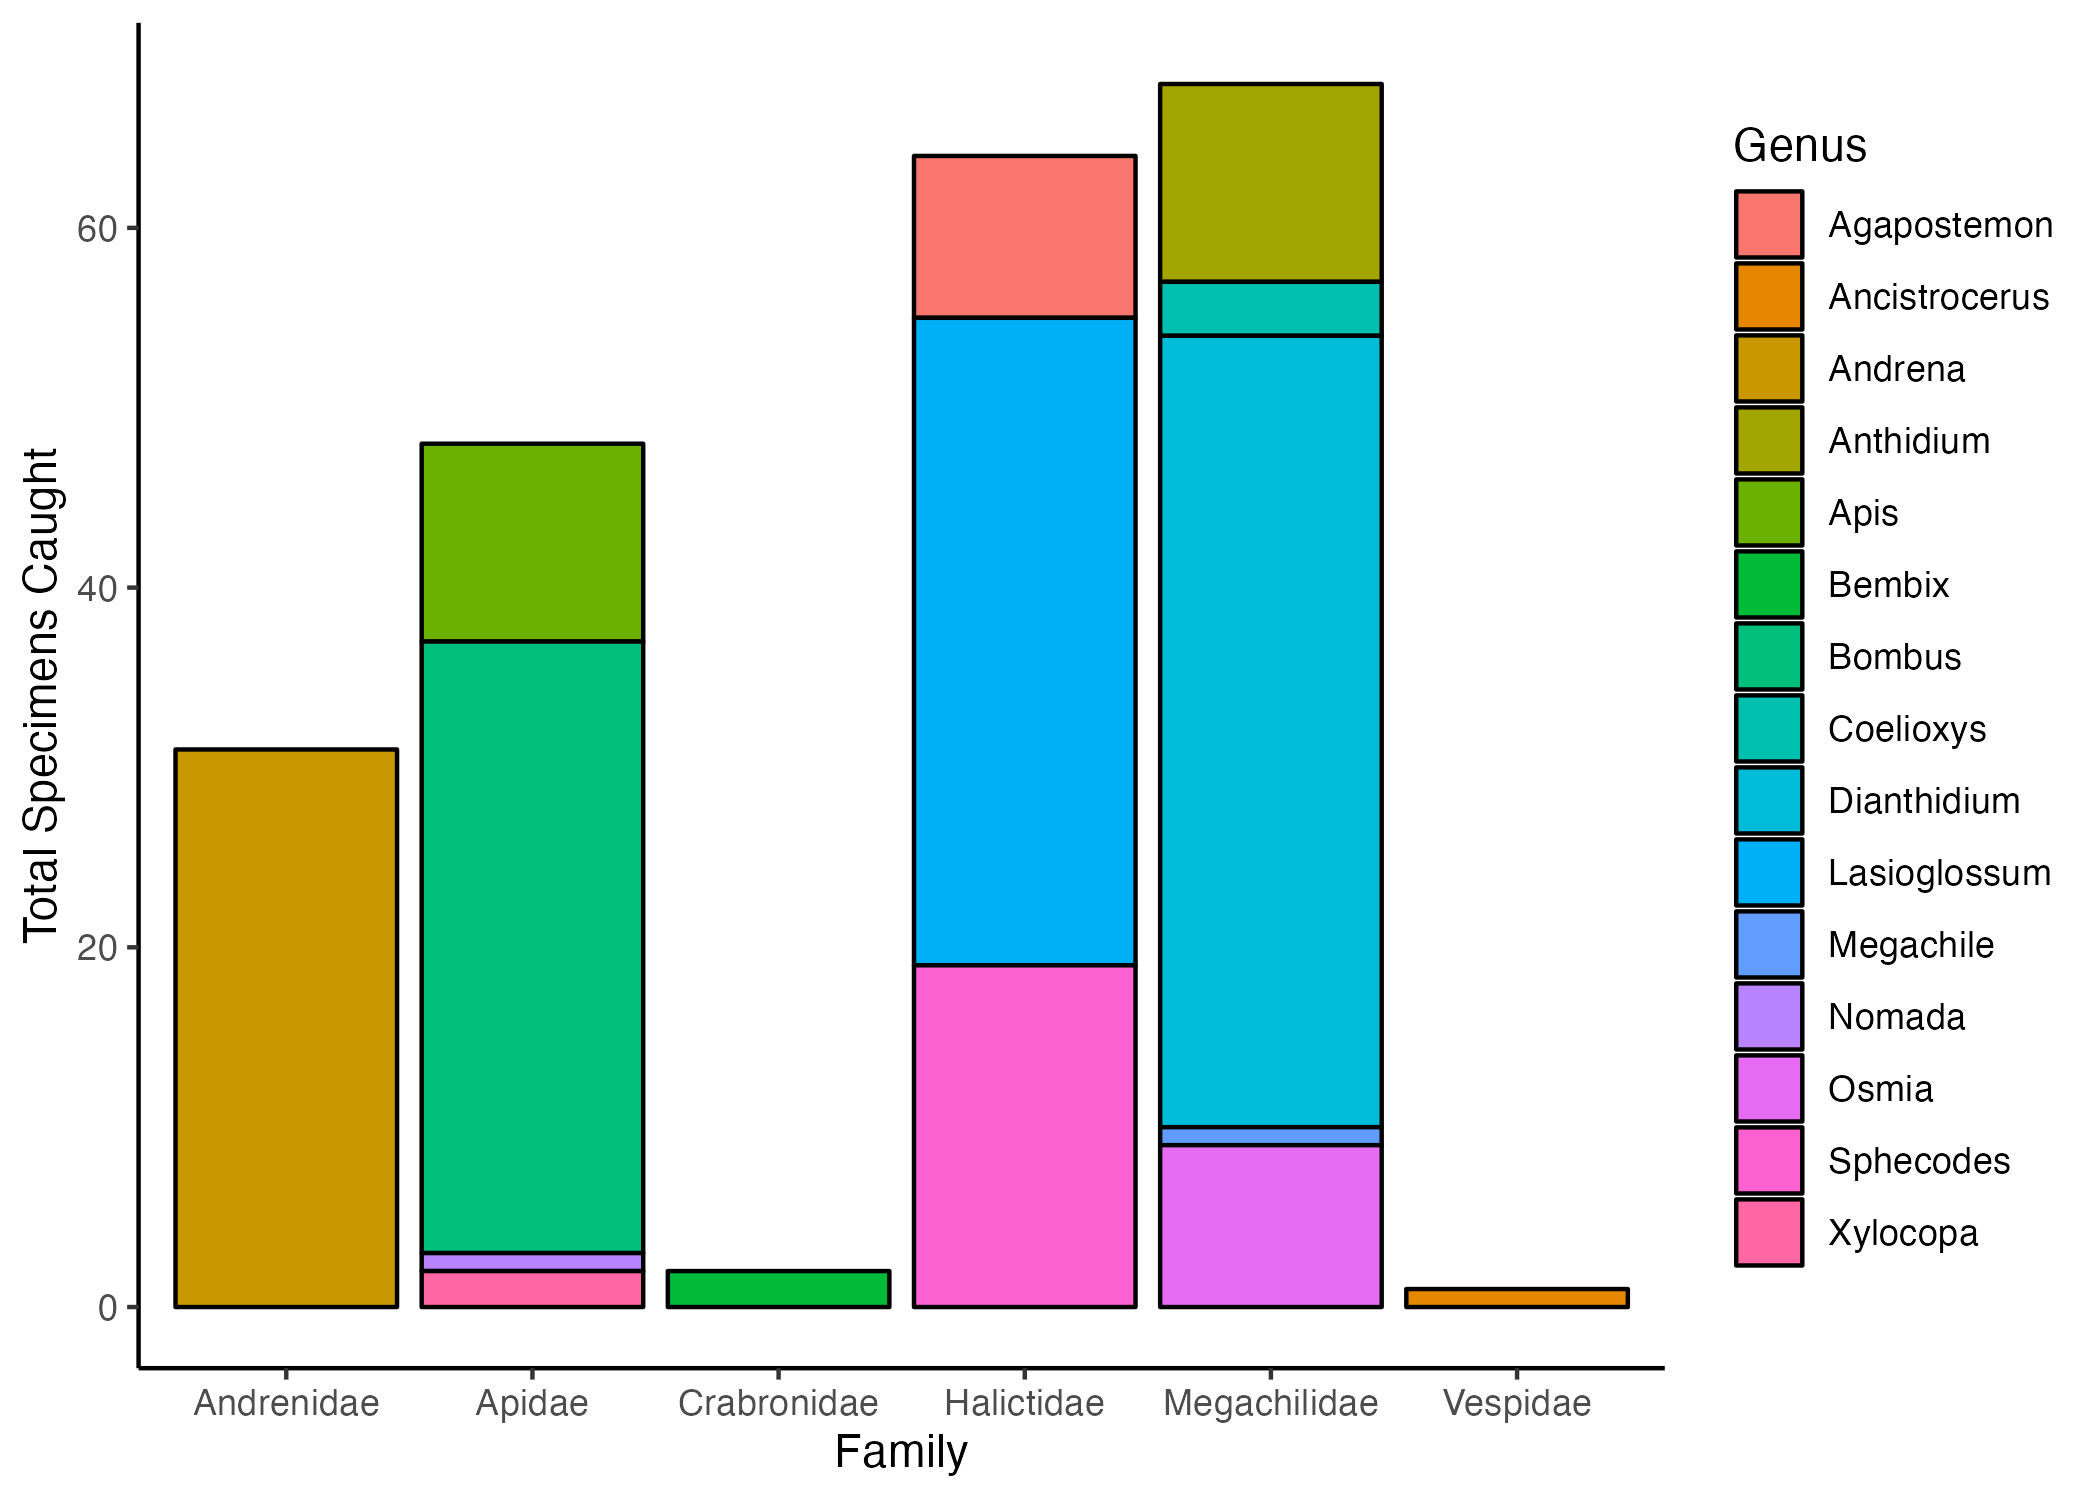 Total Specimens Caught
60
40
20
0
Andrenidae Apidae Crabronidae Halictidae Megachilidae Vespidae
Family
Genus
Agapostemon
Ancistrocerus
Andrena
Anthidium
Apis
Bembix
Bombus
Coelioxys
Dianthidium
Lasioglossum
Megachile
Nomada
Osmia
Sphecodes
Xylocopa